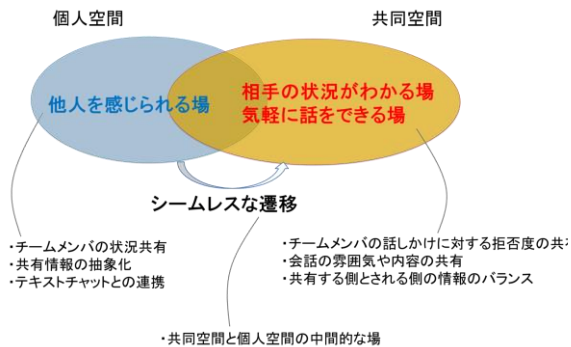 個人空間
共同空間
他人を感じられる場
相手の状況がわかる場
気軽に話をできる場
シームレスな遷移
・チームメンバの状況共有
・共有情報の抽象化
・テキストチャットとの連携
・チームメンバの話しかけに対する拒否度の共
・会話の雰囲気や内容の共有
・共有する側とされる側の情報のバランス
・共同空間と個人空間の中間的な場